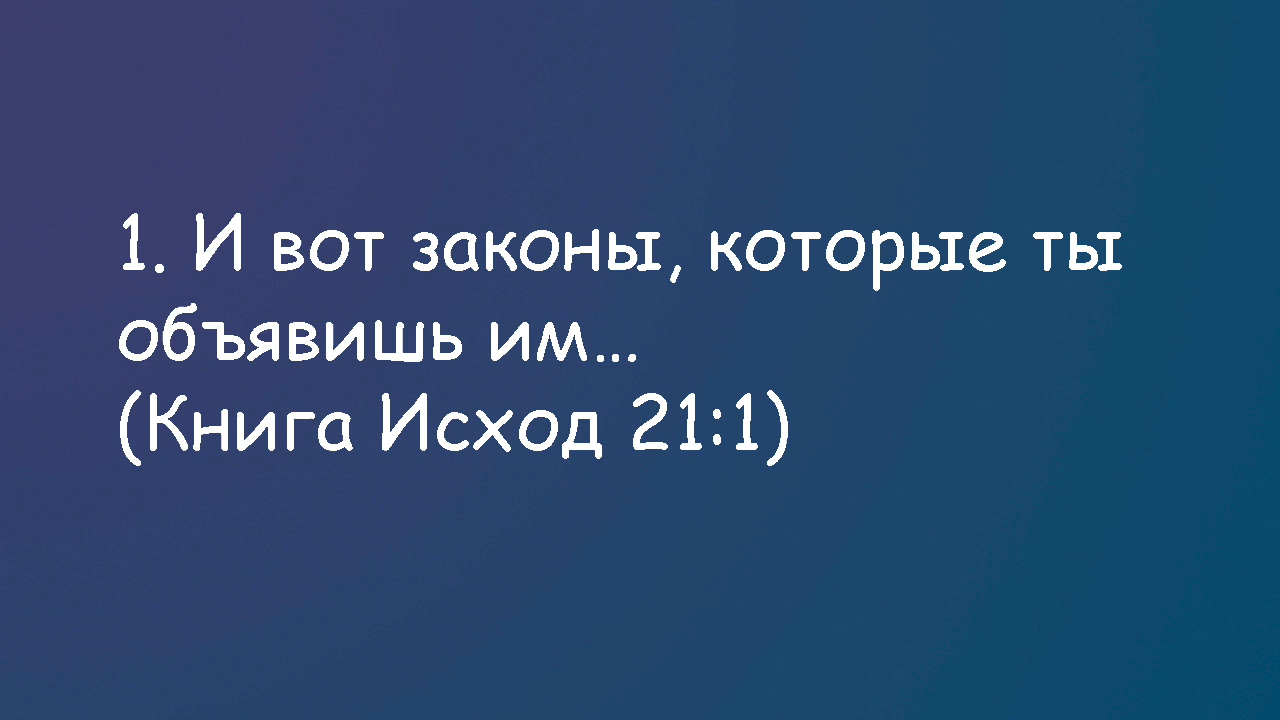 1. И вот законы, которые ты
объявишь им...
(Книга Исход 21:1)